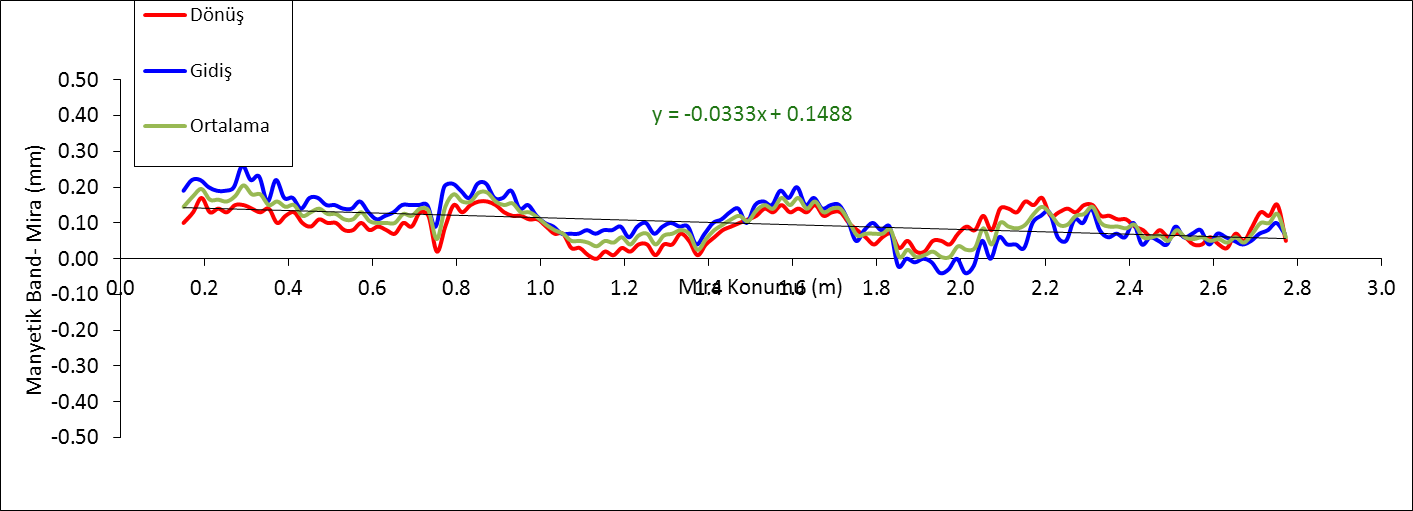 Dönüş
Gidiş
Ortalama
y = -0.0333x + 0.1488
Manyetik Band- Mira (mm)
0.50
0.40
0.30
0.20
0.10
0.00
-0.10
-0.20
-0.30
-0.40
-0.50
0.0 0.2 0.4 0.6 0.8 1.0 1.2 1.4 1.6 1.8 2.0 2.2 2.4 2.6 2.8 3.0
Mira Konumu (m)